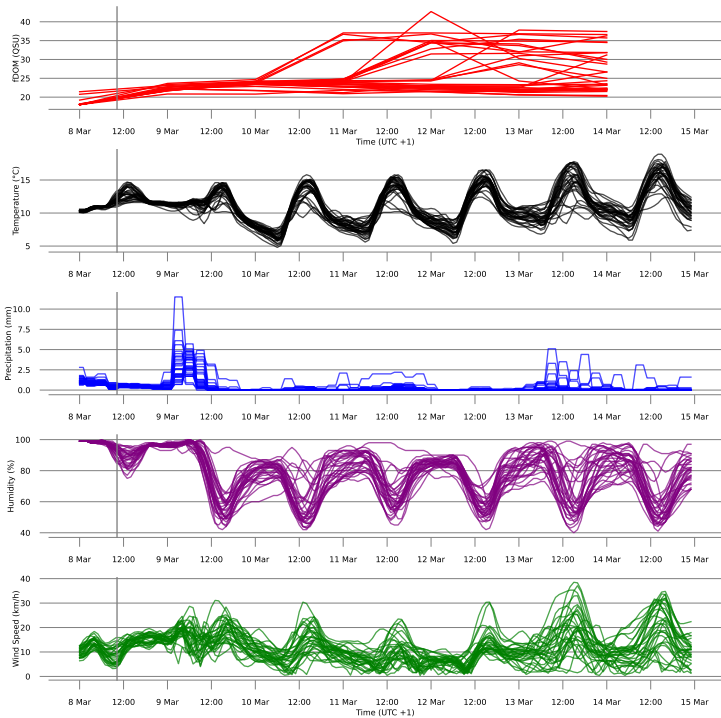 fDOM (QSU)
40
35
30
25
20
8 Mar 12:00 9 Mar 12:00 10 Mar 12:00 11 Mar 12:00 12 Mar 12:00 13 Mar 12:00 14 Mar 12:00 15 Mar
Time (UTC +1)
Temperature (°C)
15
10
5
8 Mar 12:00 9 Mar 12:00 10 Mar 12:00 11 Mar 12:00 12 Mar 12:00 13 Mar 12:00 14 Mar 12:00 15 Mar
Precipitation (mm)
10.0
7.5
5.0
2.5
0.0
8 Mar 12:00 9 Mar 12:00 10 Mar 12:00 11 Mar 12:00 12 Mar 12:00 13 Mar 12:00 14 Mar 12:00 15 Mar
Humidity (%)
100
80
60
40
8 Mar 12:00 9 Mar 12:00 10 Mar 12:00 11 Mar 12:00 12 Mar 12:00 13 Mar 12:00 14 Mar 12:00 15 Mar
Wind Speed (km/h)
40
30
20
10
0
8 Mar 12:00 9 Mar 12:00 10 Mar 12:00 11 Mar 12:00 12 Mar 12:00 13 Mar 12:00 14 Mar 12:00 15 Mar
Time (UTC +1)